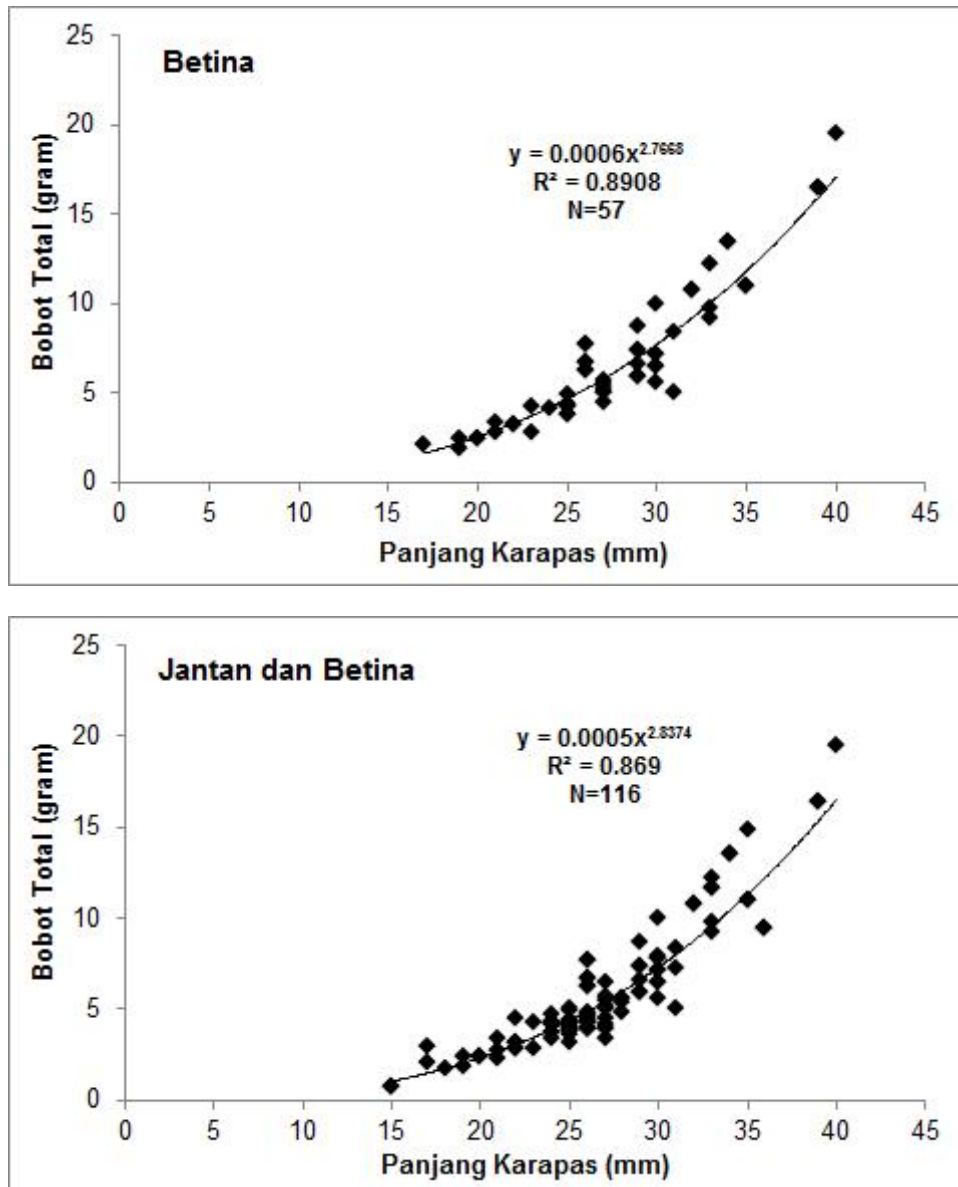 Betina
y = 0.0006x^2.7668
R² = 0.8908
N=57
Bobot Total (gram)
25
20
15
10
5
0
0 5 10 15 20 25 30 35 40 45
Panjang Karapas (mm)
Jantan dan Betina
y = 0.0005x^2.8374
R² = 0.869
N=116
Bobot Total (gram)
25
20
15
10
5
0
0 5 10 15 20 25 30 35 40 45
Panjang Karapas (mm)